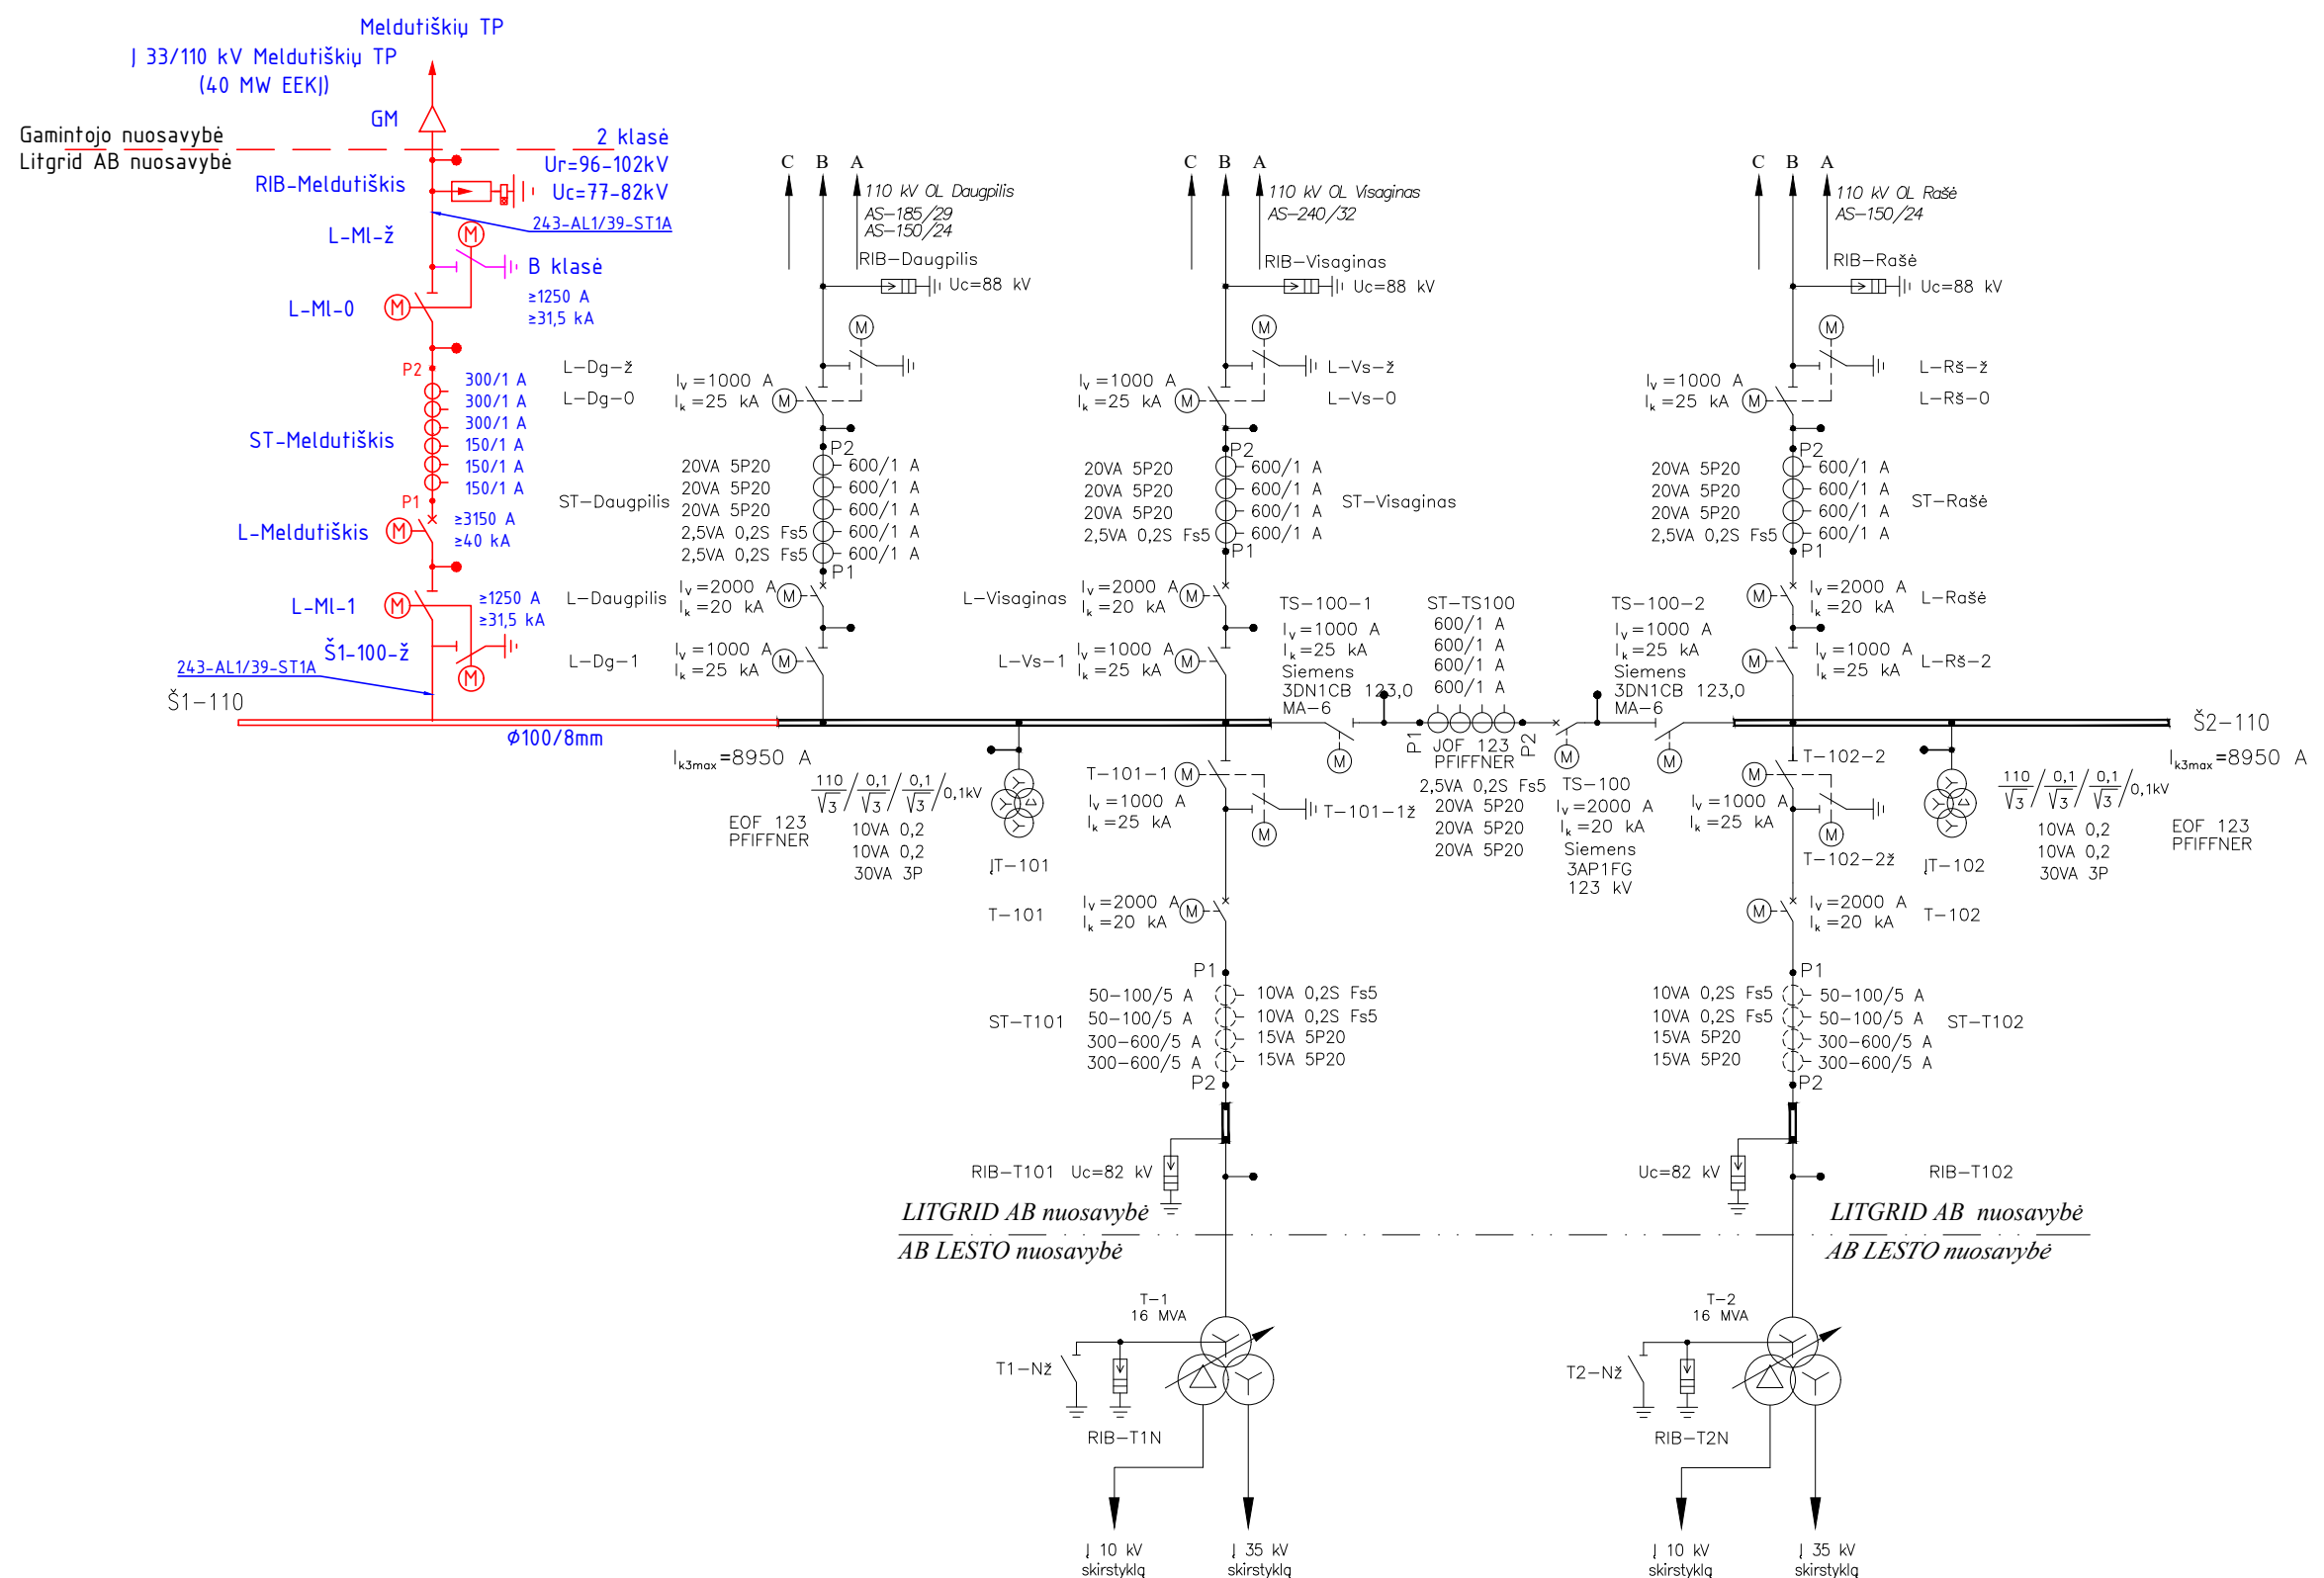 Meldutiškių TP
Į 33/110 kV Meldutiškių TP
(40 MW EEKĮ)
GM
Gamintojo nuosavybė
Litgrid AB nuosavybė
2 klasė
Ur=96-102kV
Uc=77-82kV
RIB-Meldutiškis
243-AL1/39-ST1A
L-Ml-ž
M
B klasė
≥1250 A
≥31,5 kA
L-Ml-0
M
P2
300/1 A
300/1 A
300/1 A
150/1 A
150/1 A
150/1 A
ST-Meldutiškis
P1
L-Meldutiškis
M
≥3150 A
≥40 kA
L-Ml-1
M
≥1250 A
≥31,5 kA
Š1-100-ž
M
243-AL1/39-ST1A
Š1-110
Ø100/8mm
C B A
110 kV OL Daugpilis
AS-185/29
AS-150/24
RIB-Daugpilis
Uc=88 kV
M
L-Dg-ž
L-Dg-0
Iv=1000 A
Ik=25 kA
M
P2
20VA 5P20 600/1 A
20VA 5P20 600/1 A
20VA 5P20 600/1 A
2,5VA 0,2S Fs5 600/1 A
2,5VA 0,2S Fs5 600/1 A
ST-Daugpilis
P1
L-Daugpilis
Iv=2000 A
Ik=20 kA
M
L-Dg-1
Iv=1000 A
Ik=25 kA
M
C B A
110 kV OL Visaginas
AS-240/32
RIB-Visaginas
Uc=88 kV
M
L-Vs-ž
L-Vs-0
Iv=1000 A
Ik=25 kA
M
P2
20VA 5P20 600/1 A
20VA 5P20 600/1 A
20VA 5P20 600/1 A
2,5VA 0,2S Fs5 600/1 A
ST-Visaginas
P1
L-Visaginas
Iv=2000 A
Ik=20 kA
M
L-Vs-1
Iv=1000 A
Ik=25 kA
M
C B A
110 kV OL Rašė
AS-150/24
RIB-Rašė
Uc=88 kV
M
L-Rš-ž
L-Rš-0
Iv=1000 A
Ik=25 kA
M
P2
20VA 5P20 600/1 A
20VA 5P20 600/1 A
20VA 5P20 600/1 A
2,5VA 0,2S Fs5 600/1 A
ST-Rašė
P1
M
Iv=2000 A
Ik=20 kA
L-Rašė
M
Iv=1000 A
Ik=25 kA
L-Rš-2
TS-100-1
Iv=1000 A
Ik=25 kA
Siemens
3DN1CB 123,0
MA-6
M
ST-TS100
600/1 A
600/1 A
600/1 A
600/1 A
P1
P2
JOF 123
PFIFFNER
2,5VA 0,2S Fs5
20VA 5P20
20VA 5P20
20VA 5P20
TS-100-2
Iv=1000 A
Ik=25 kA
Siemens
3DN1CB 123,0
MA-6
M
M
TS-100
Iv=2000 A
Ik=20 kA
Siemens
3AP1FG
123 kV
Š2-110
Ik3max=8950 A
110/√3 / 0,1/√3 / 0,1/√3 /0,1kV
EOF 123
PFIFFNER
10VA 0,2
10VA 0,2
30VA 3P
ĮT-101
T-101-1
M
Iv=1000 A
Ik=25 kA
T-101-1ž
M
T-101
Iv=2000 A
Ik=20 kA
M
P1
50-100/5 A 10VA 0,2S Fs5
50-100/5 A 10VA 0,2S Fs5
300-600/5 A 15VA 5P20
300-600/5 A 15VA 5P20
ST-T101
P2
RIB-T101 Uc=82 kV
T-102-2
M
Iv=1000 A
Ik=25 kA
M
T-102-2ž
ĮT-102
Ik3max=8950 A
110/√3 / 0,1/√3 / 0,1/√3 /0,1kV
10VA 0,2
10VA 0,2
30VA 3P
EOF 123
PFIFFNER
M
Iv=2000 A
Ik=20 kA
T-102
P1
10VA 0,2S Fs5 50-100/5 A
10VA 0,2S Fs5 50-100/5 A
15VA 5P20 300-600/5 A
15VA 5P20 300-600/5 A
ST-T102
P2
Uc=82 kV RIB-T102
LITGRID AB nuosavybė
AB LESTO nuosavybė
LITGRID AB nuosavybė
AB LESTO nuosavybė
T-1
16 MVA
T1-Nž
RIB-T1N
Į 10 kV
skirstyklą
Į 35 kV
skirstyklą
T-2
16 MVA
T2-Nž
RIB-T2N
Į 10 kV
skirstyklą
Į 35 kV
skirstyklą